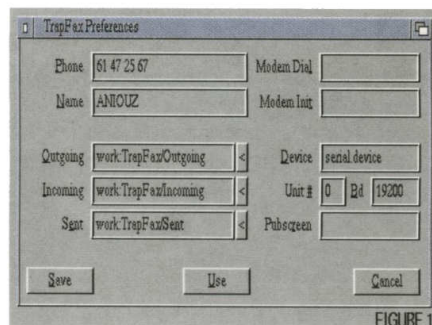 TrapFax Preferences
Phone 61 47 25 67 Modem Dial
Name ANIOUZ Modem Init
Outgoing work:TrapFax/Outgoing < Device serial.device
Incoming work:TrapFax/Incoming < Unit # 0 Bd 19200
Sent work:TrapFax/Sent < Pubscreen
Save Use Cancel
FIGURE 1